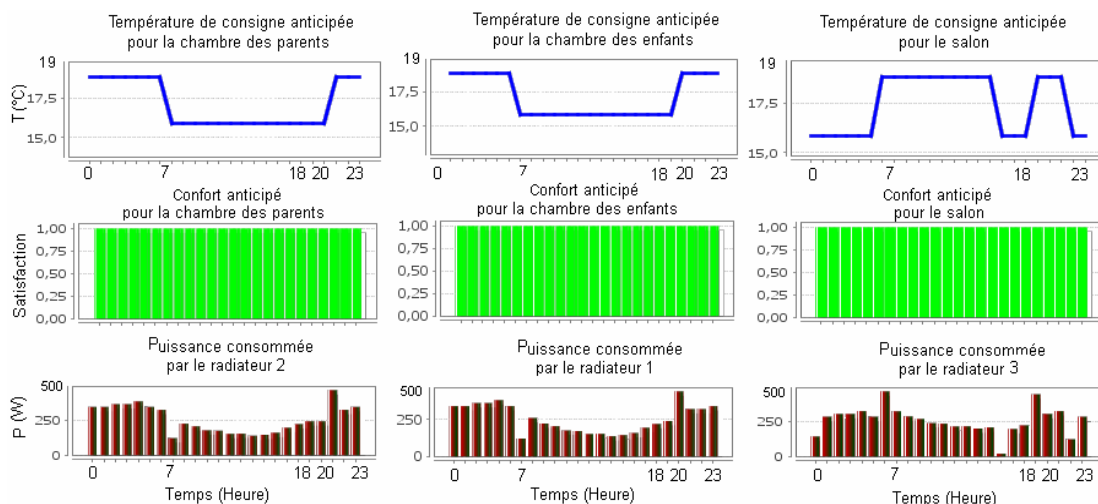 Température de consigne anticipée
pour la chambre des parents
19
17,5
15,0
T(°C)
0
7
18
20
23
Température de consigne anticipée
pour la chambre des enfants
19
17,5
15,0
0
7
18
20
23
Température de consigne anticipée
pour le salon
19
17,5
15,0
0
7
18
23
Confort anticipé
pour la chambre des parents
1,00
0,75
0,50
0,25
0,00
Satisfaction
Confort anticipé
pour la chambre des enfants
1,00
0,75
0,50
0,25
0,00
Confort anticipé
pour le salon
1,00
0,75
0,50
0,25
0,00
Puissance consommée
par le radiateur 2
500
250
0
P (W)
0
7
18
20
23
Temps (Heure)
Puissance consommée
par le radiateur 1
500
250
0
0
7
18
20
23
Temps (Heure)
Puissance consommée
par le radiateur 3
500
250
0
0
7
18
23
Temps (Heure)